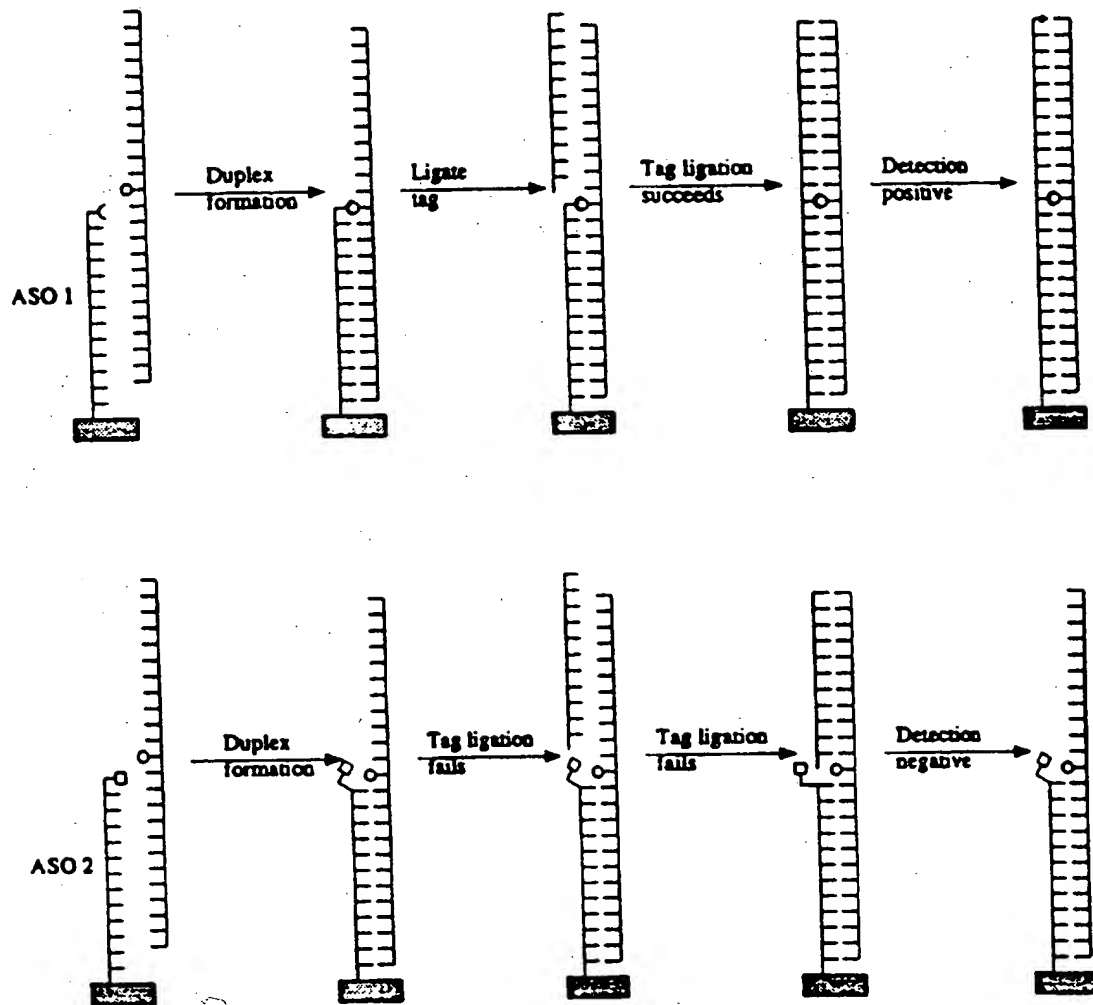 Duplex
formation
Ligate
tag
Tag ligation
succeeds
Detection
positive
ASO 1
Duplex
formation
Tag ligation
fails
Tag ligation
fails
Detection
negative
ASO 2